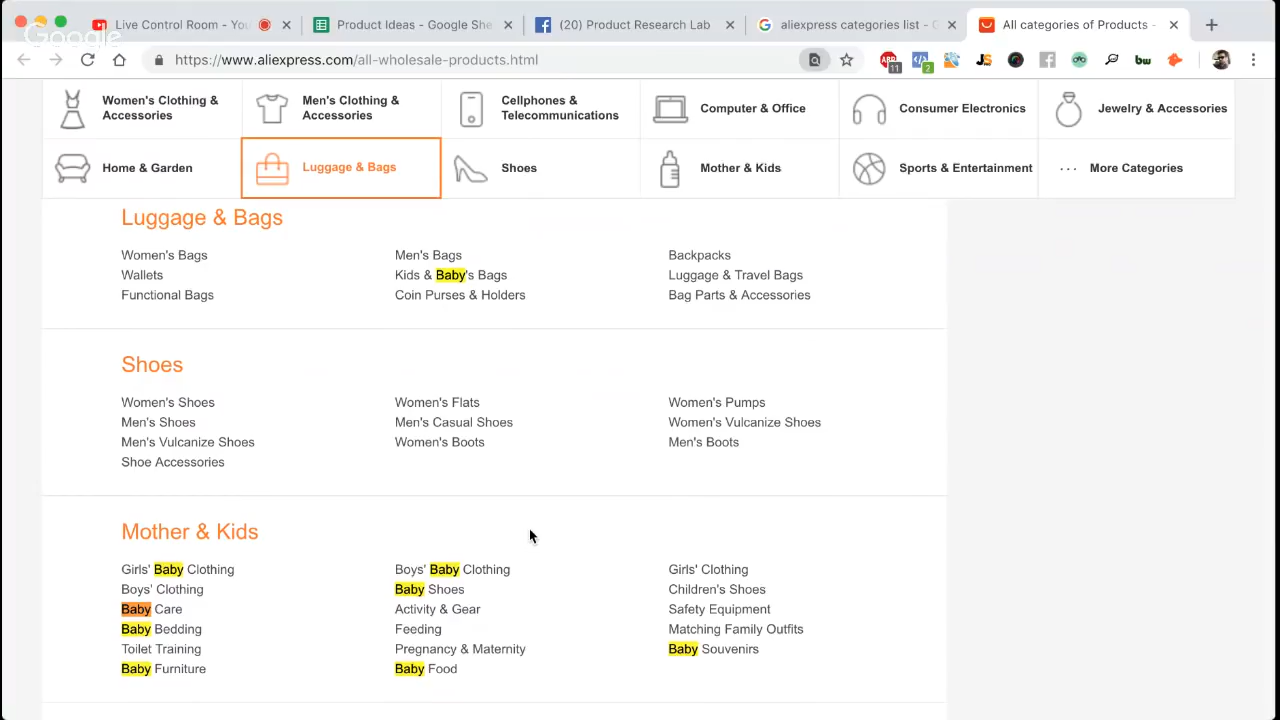 Live Control Room - You
Product Ideas - Google She
(20) Product Research Lab
aliexpress categories list - G
All categories of Products -
Google
https://www.aliexpress.com/all-wholesale-products.html
ABP
11
2
JS
bw
Women's Clothing &
Accessories
Men's Clothing &
Accessories
Cellphones &
Telecommunications
Computer & Office
Consumer Electronics
Jewelry & Accessories
Home & Garden
Luggage & Bags
Shoes
Mother & Kids
Sports & Entertainment
More Categories
Luggage & Bags
Women's Bags
Men's Bags
Backpacks
Wallets
Kids & Baby's Bags
Luggage & Travel Bags
Functional Bags
Coin Purses & Holders
Bag Parts & Accessories
Shoes
Women's Shoes
Women's Flats
Women's Pumps
Men's Shoes
Men's Casual Shoes
Women's Vulcanize Shoes
Men's Vulcanize Shoes
Women's Boots
Men's Boots
Shoe Accessories
Mother & Kids
Girls' Baby Clothing
Boys' Baby Clothing
Girls' Clothing
Boys' Clothing
Baby Shoes
Children's Shoes
Baby Care
Activity & Gear
Safety Equipment
Baby Bedding
Feeding
Matching Family Outfits
Toilet Training
Pregnancy & Maternity
Baby Souvenirs
Baby Furniture
Baby Food